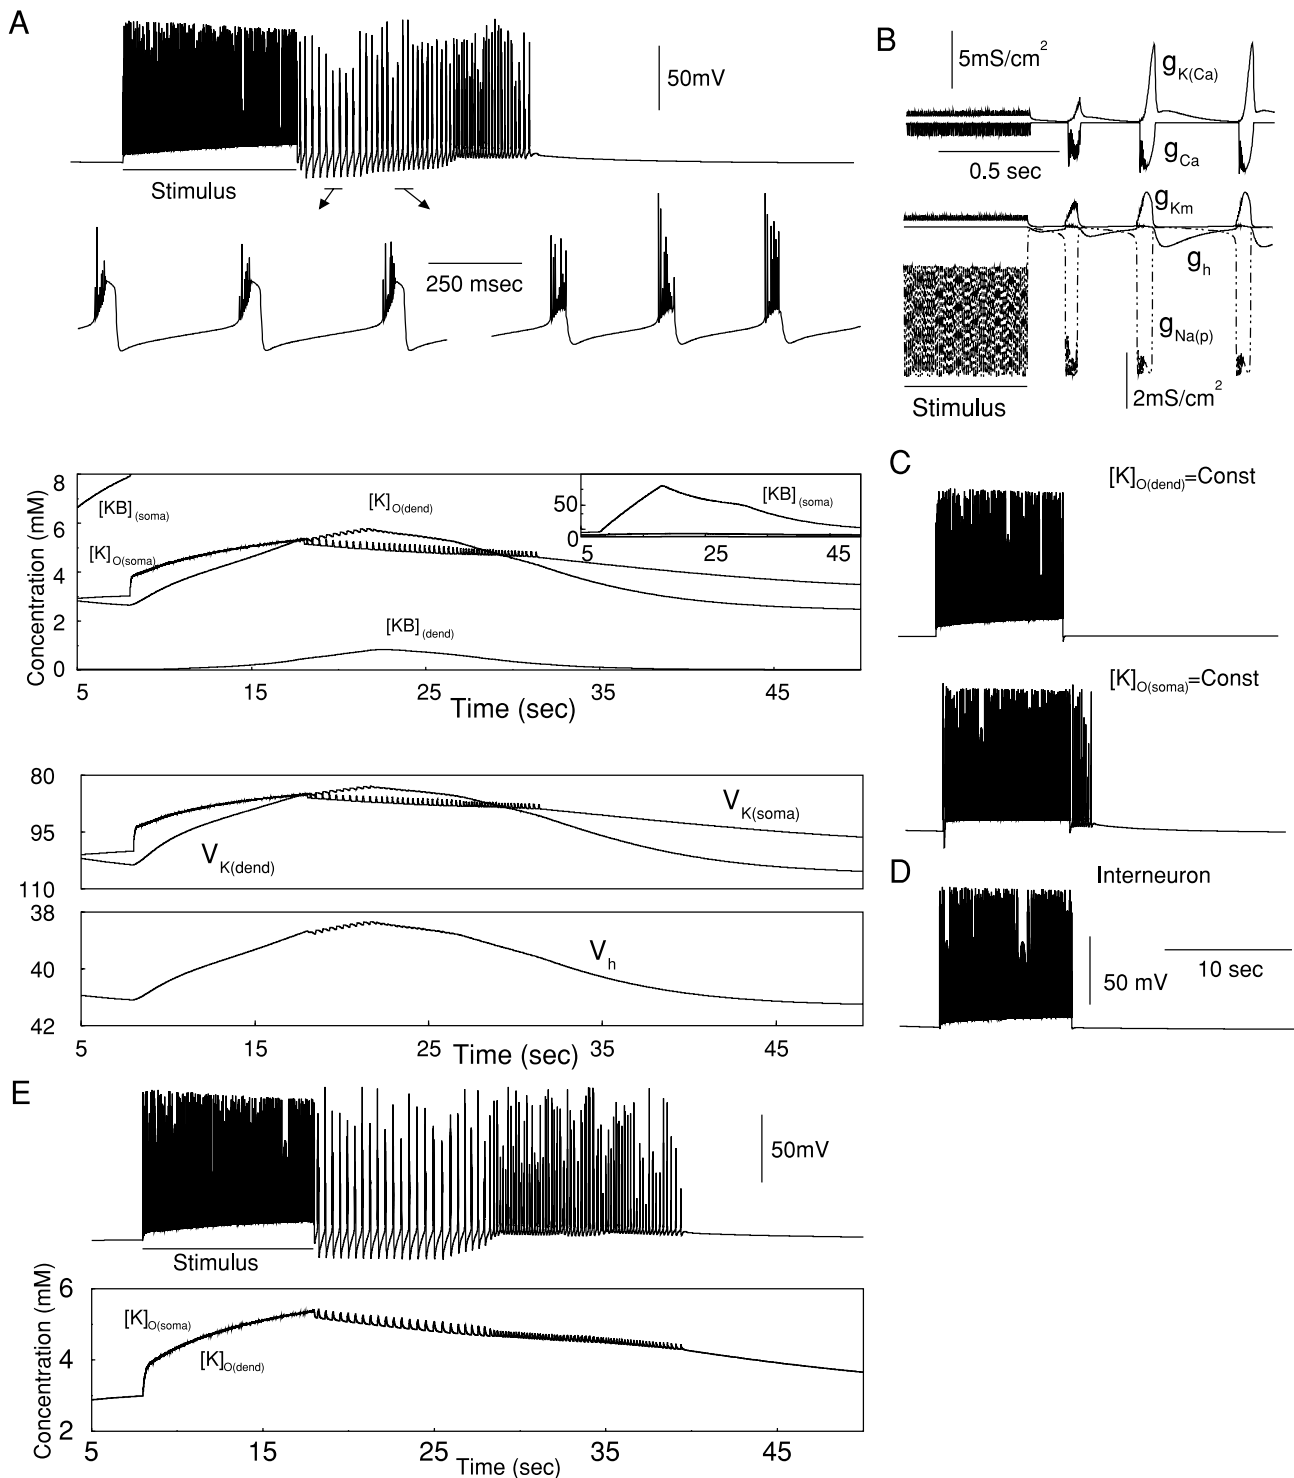 A
50mV
Stimulus
250 msec
B
5mS/cm2
gK(Ca)
gCa
0.5 sec
gKm
gh
gNa(p)
2mS/cm2
Stimulus
Concentration (mM)
8
6
4
2
0
[KB](soma)
[K]O(soma)
[K]O(dend)
[KB](dend)
50
0
[KB](soma)
5 25 45
5 15 25 35 45
Time (sec)
C
[K]O(dend)=Const
[K]O(soma)=Const
80
95
110
VK(soma)
VK(dend)
38
40
42
Vh
5 15 25 35 45
Time (sec)
D
Interneuron
50 mV
10 sec
E
50mV
Stimulus
Concentration (mM)
6
4
2
[K]O(soma)
[K]O(dend)
5 15 25 35 45
Time (sec)